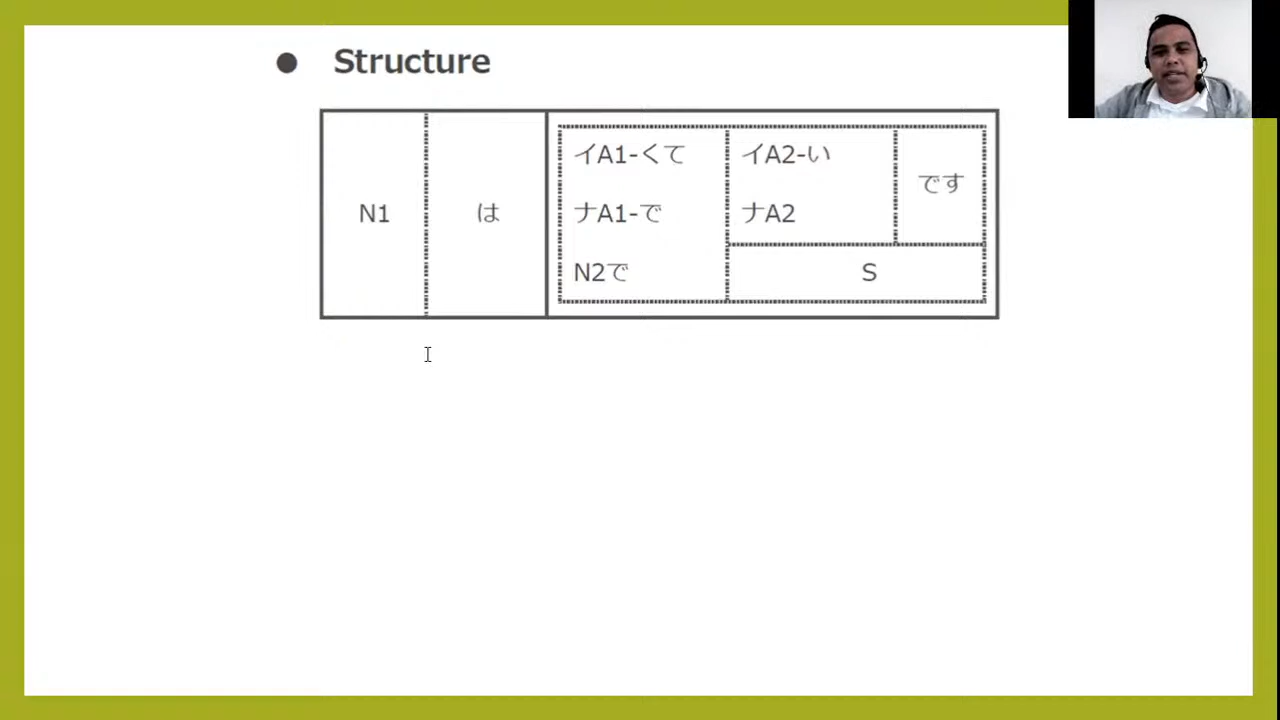 ● Structure
N1 は イA1-くて イA2-い です
ナA1-で ナA2
N2で S